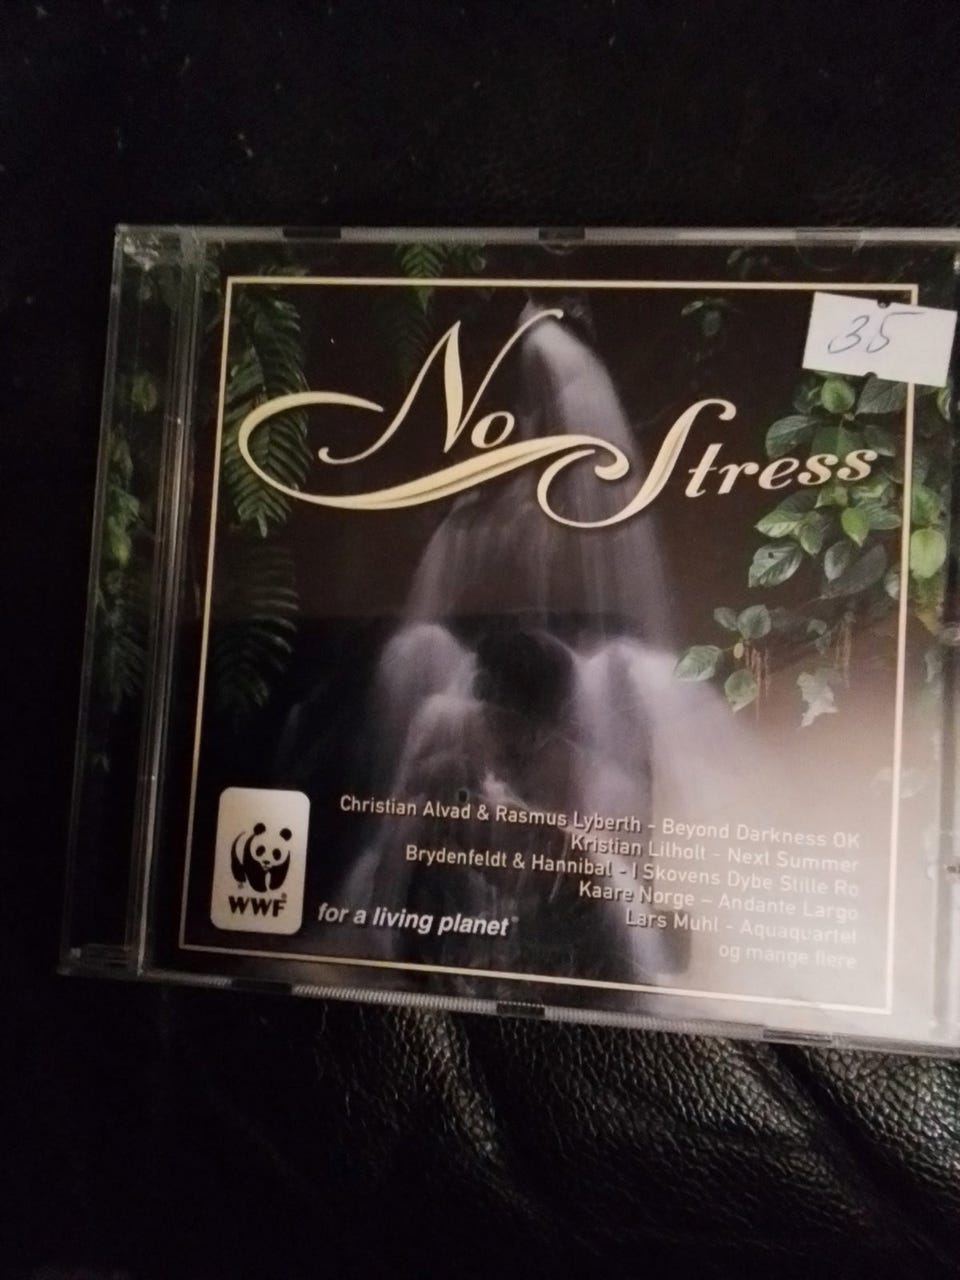 No Stress
35
Christian Alvad & Rasmus Lyberth - Beyond Darkness OK
Kristian Lilholt - Next Summer
Brydenfeldt & Hannibal - I Skovens Dybe Stille Ro
Kaare Norge – Andante Largo
Lars Muhl - Aquaquartet
og mange flere
WWF®
for a living planet®